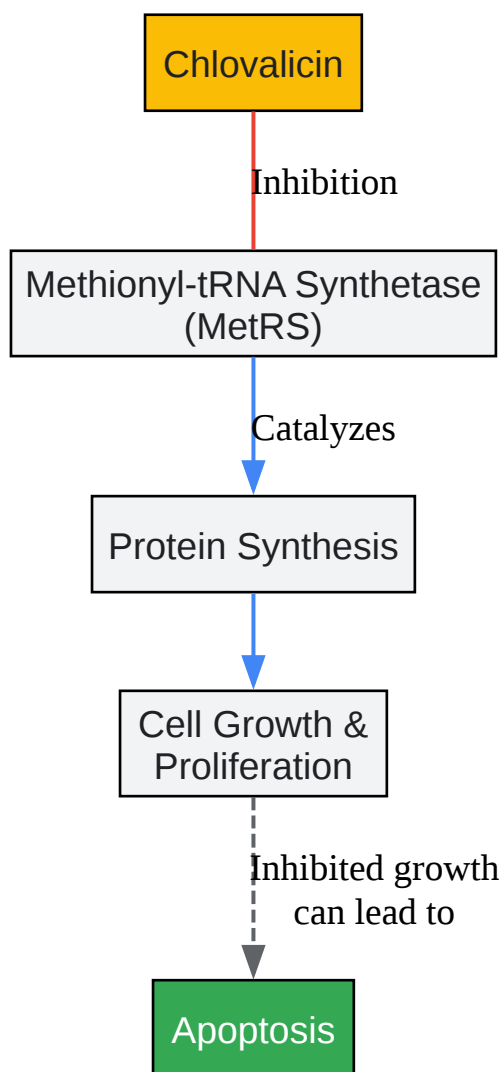 Chlovalicin
Inhibition
Methionyl-tRNA Synthetase
(MetRS)
Catalyzes
Protein Synthesis
Cell Growth &
Proliferation
Inhibited growth
can lead to
Apoptosis